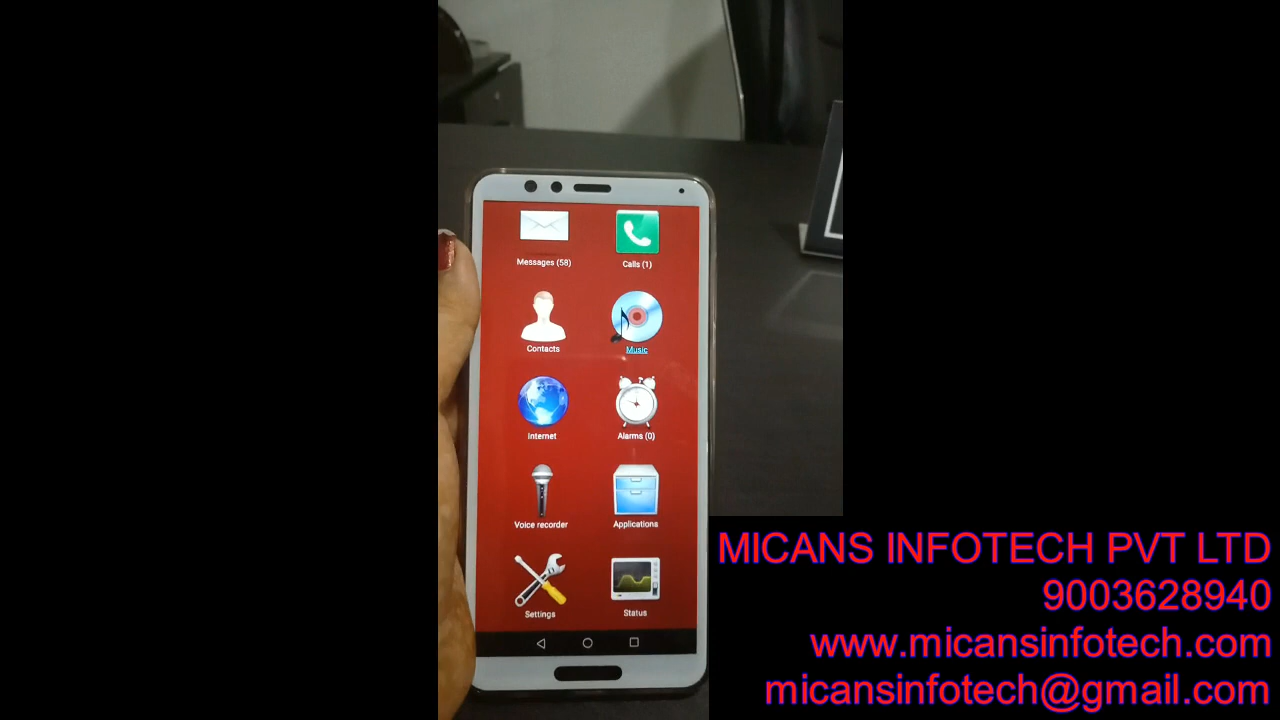 Messages (58)
Calls (1)
Contacts
Music
Internet
Alarms (0)
Voice recorder
Applications
Settings
Status
MICANS INFOTECH PVT LTD
9003628940
www.micansinfotech.com
micansinfotech@gmail.com